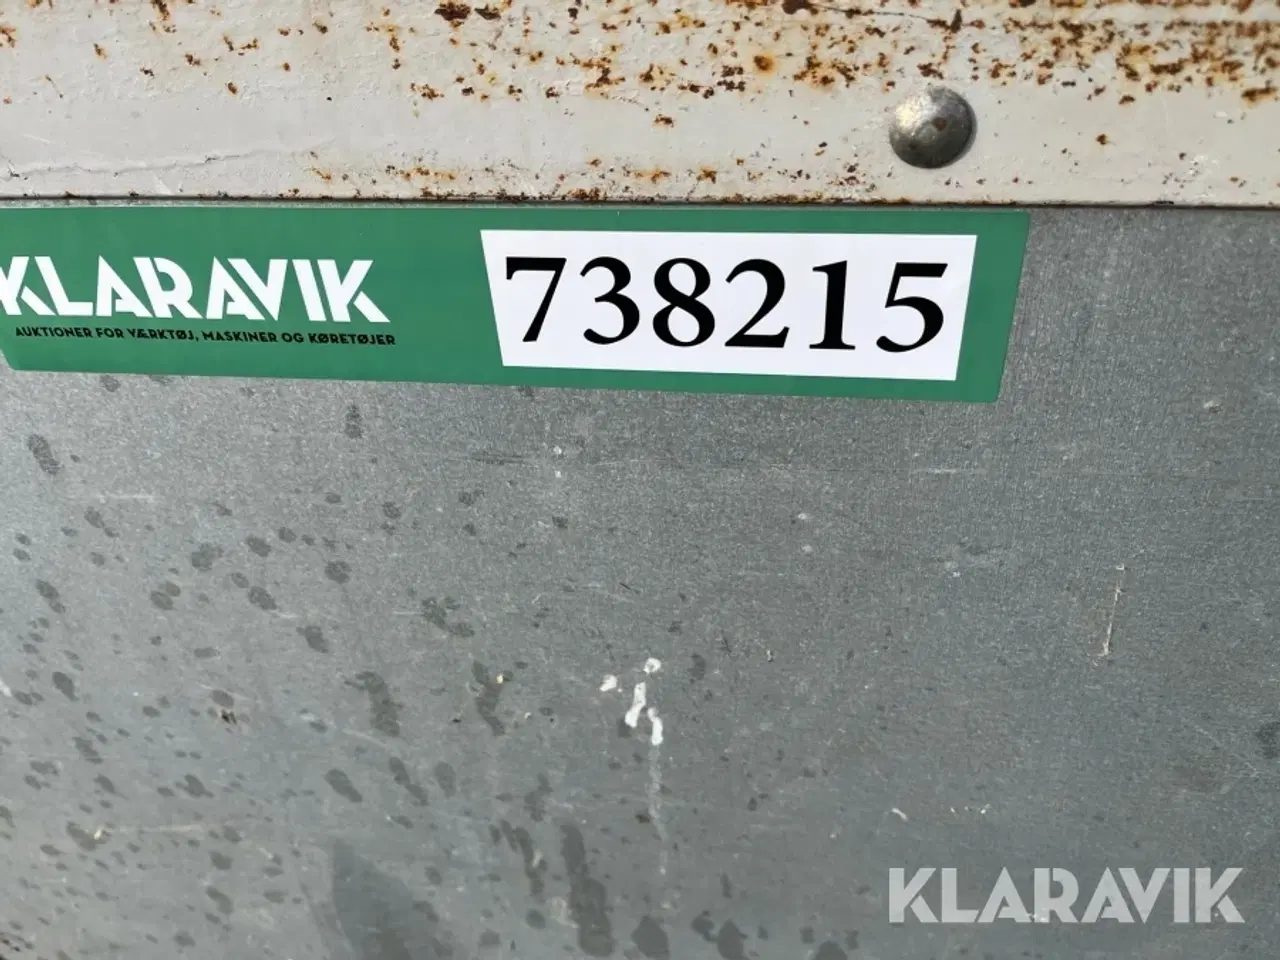 KLARAVIK
AUKTIONER FOR VÆRKTØJ, MASKINER OG KØRETØJER
738215
KLARAVIK